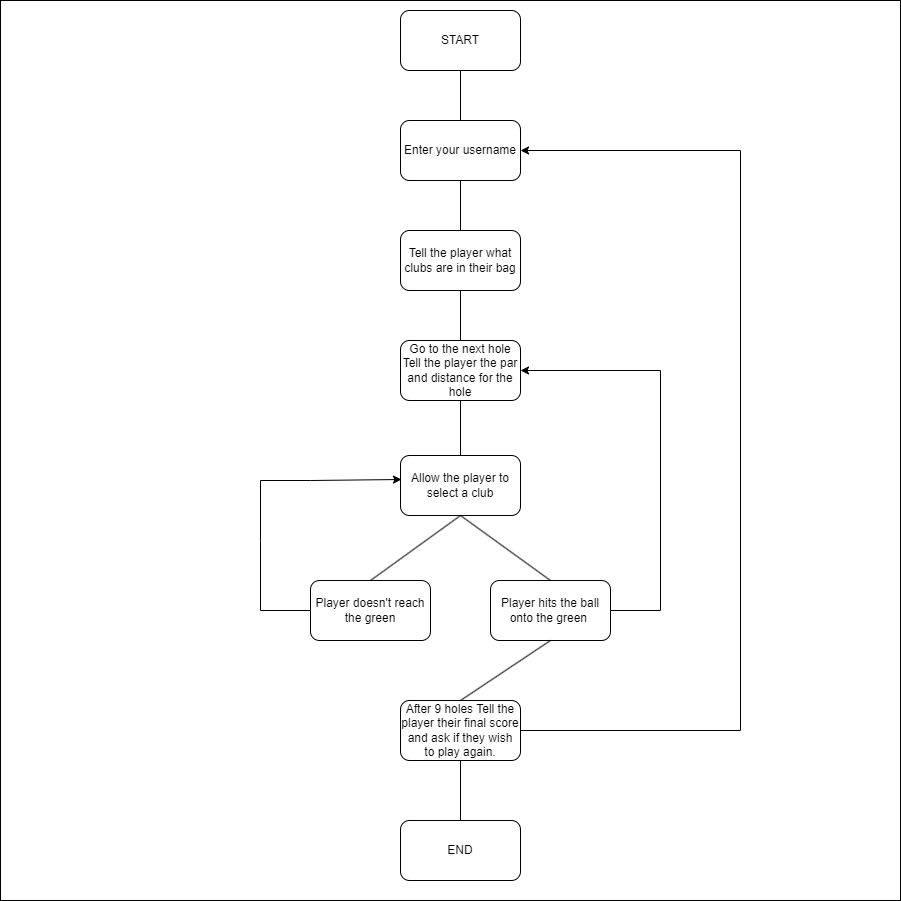 START
Enter your username
Tell the player what
clubs are in their bag
Go to the next hole
Tell the player the par
and distance for the
hole
Allow the player to
select a club
Player doesn't reach
the green
Player hits the ball
onto the green
After 9 holes Tell the
player their final score
and ask if they wish
to play again.
END